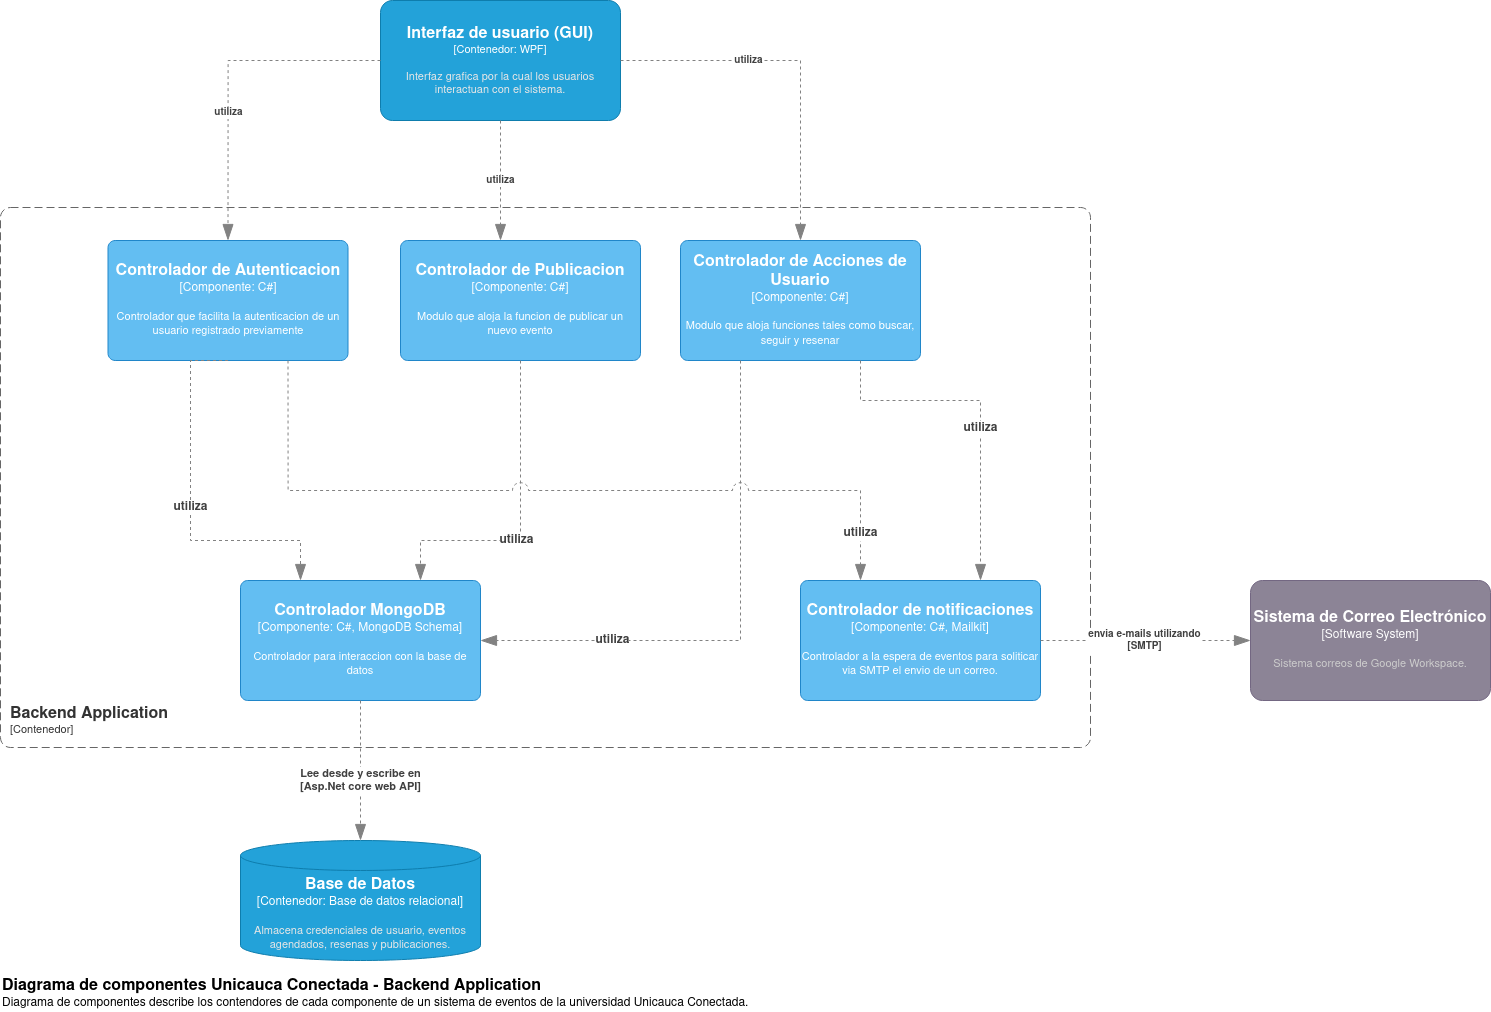 Interfaz de usuario (GUI)
[Contenedor: WPF]
Interfaz grafica por la cual los usuarios
interactuan con el sistema.
utiliza
utiliza
utiliza
Controlador de Autenticacion
[Componente: C#]
Controlador que facilita la autenticacion de un
usuario registrado previamente
Controlador de Publicacion
[Componente: C#]
Modulo que aloja la funcion de publicar un
nuevo evento
Controlador de Acciones de
Usuario
[Componente: C#]
Modulo que aloja funciones tales como buscar,
seguir y resenar
utiliza
utiliza
utiliza
utiliza
utiliza
Controlador MongoDB
[Componente: C#, MongoDB Schema]
Controlador para interaccion con la base de
datos
Controlador de notificaciones
[Componente: C#, Mailkit]
Controlador a la espera de eventos para soliticar
via SMTP el envio de un correo.
envia e-mails utilizando
[SMTP]
Sistema de Correo Electrónico
[Software System]
Sistema correos de Google Workspace.
Backend Application
[Contenedor]
Lee desde y escribe en
[Asp.Net core web API]
Base de Datos
[Contenedor: Base de datos relacional]
Almacena credenciales de usuario, eventos
agendados, resenas y publicaciones.
Diagrama de componentes Unicauca Conectada - Backend Application
Diagrama de componentes describe los contendores de cada componente de un sistema de eventos de la universidad Unicauca Conectada.